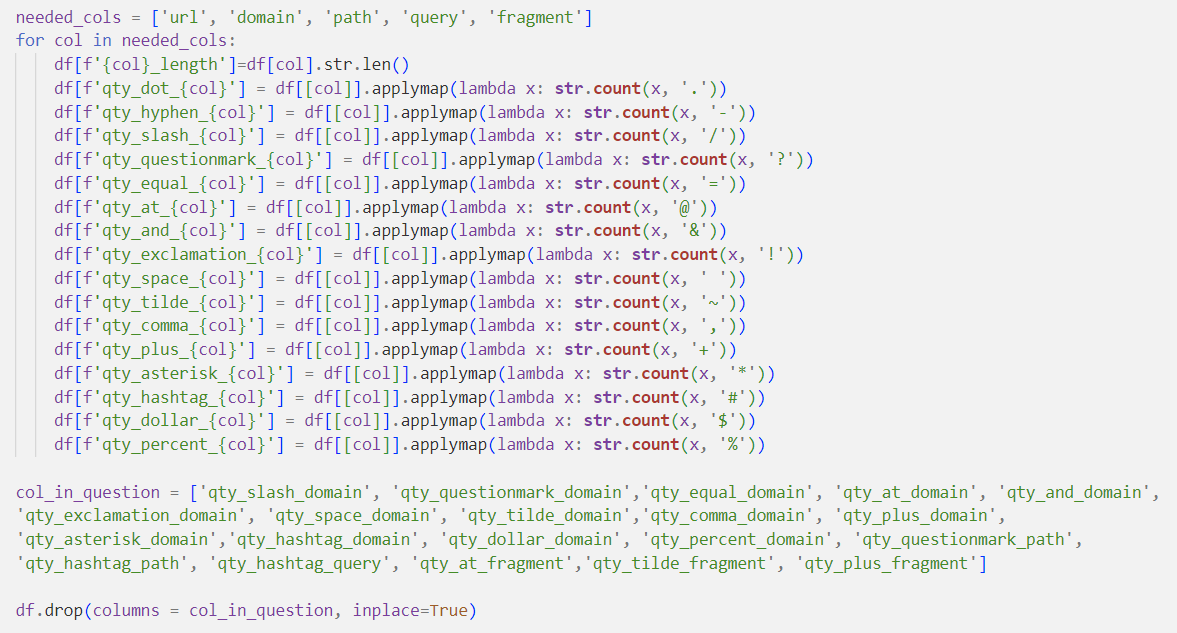 needed_cols = ['url', 'domain', 'path', 'query', 'fragment']
for col in needed_cols:
    df[f'{col}_length']=df[col].str.len()
    df[f'qty_dot_{col}'] = df[[col]].applymap(lambda x: str.count(x, '.'))
    df[f'qty_hyphen_{col}'] = df[[col]].applymap(lambda x: str.count(x, '-'))
    df[f'qty_slash_{col}'] = df[[col]].applymap(lambda x: str.count(x, '/'))
    df[f'qty_questionmark_{col}'] = df[[col]].applymap(lambda x: str.count(x, '?'))
    df[f'qty_equal_{col}'] = df[[col]].applymap(lambda x: str.count(x, '='))
    df[f'qty_at_{col}'] = df[[col]].applymap(lambda x: str.count(x, '@'))
    df[f'qty_and_{col}'] = df[[col]].applymap(lambda x: str.count(x, '&'))
    df[f'qty_exclamation_{col}'] = df[[col]].applymap(lambda x: str.count(x, '!'))
    df[f'qty_space_{col}'] = df[[col]].applymap(lambda x: str.count(x, ' '))
    df[f'qty_tilde_{col}'] = df[[col]].applymap(lambda x: str.count(x, '~'))
    df[f'qty_comma_{col}'] = df[[col]].applymap(lambda x: str.count(x, ','))
    df[f'qty_plus_{col}'] = df[[col]].applymap(lambda x: str.count(x, '+'))
    df[f'qty_asterisk_{col}'] = df[[col]].applymap(lambda x: str.count(x, '*'))
    df[f'qty_hashtag_{col}'] = df[[col]].applymap(lambda x: str.count(x, '#'))
    df[f'qty_dollar_{col}'] = df[[col]].applymap(lambda x: str.count(x, '$'))
    df[f'qty_percent_{col}'] = df[[col]].applymap(lambda x: str.count(x, '%'))

col_in_question = ['qty_slash_domain', 'qty_questionmark_domain','qty_equal_domain', 'qty_at_domain', 'qty_and_domain',
'qty_exclamation_domain', 'qty_space_domain', 'qty_tilde_domain','qty_comma_domain', 'qty_plus_domain',
'qty_asterisk_domain','qty_hashtag_domain', 'qty_dollar_domain', 'qty_percent_domain', 'qty_questionmark_path',
'qty_hashtag_path', 'qty_hashtag_query', 'qty_at_fragment','qty_tilde_fragment', 'qty_plus_fragment']

df.drop(columns = col_in_question, inplace=True)